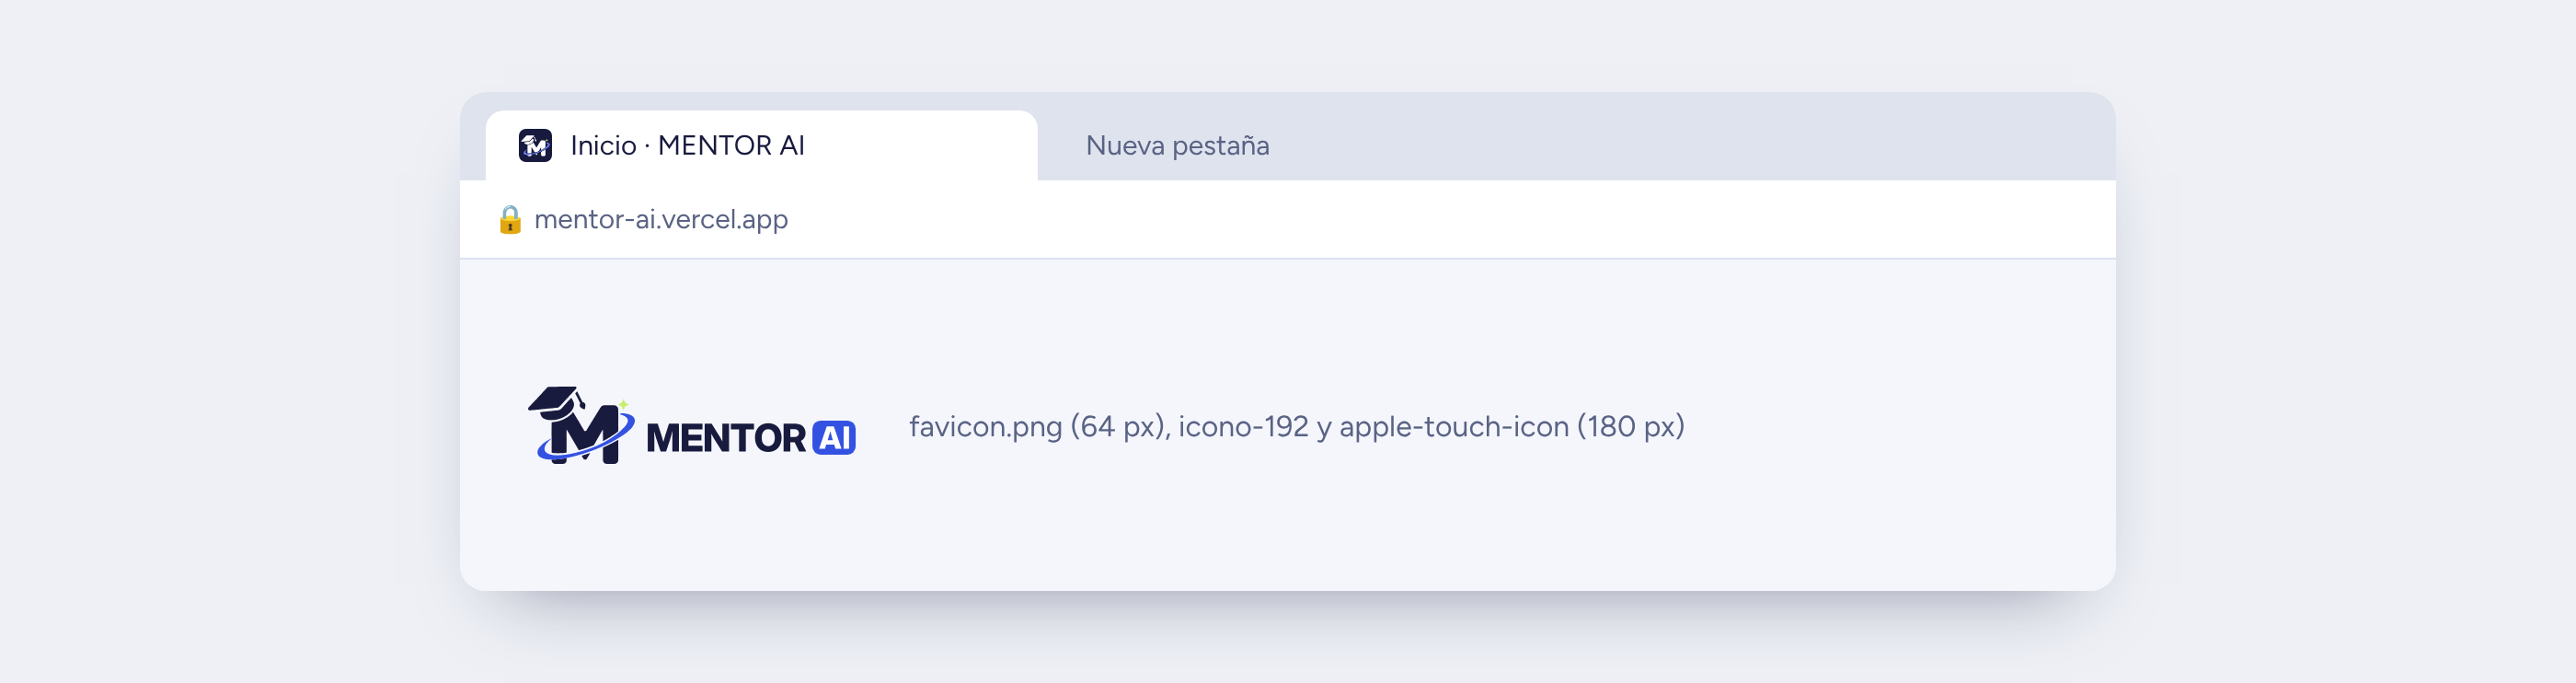 Inicio · MENTOR AI
Nueva pestaña
🔒 mentor-ai.vercel.app
M MENTOR AI
favicon.png (64 px), icono-192 y apple-touch-icon (180 px)